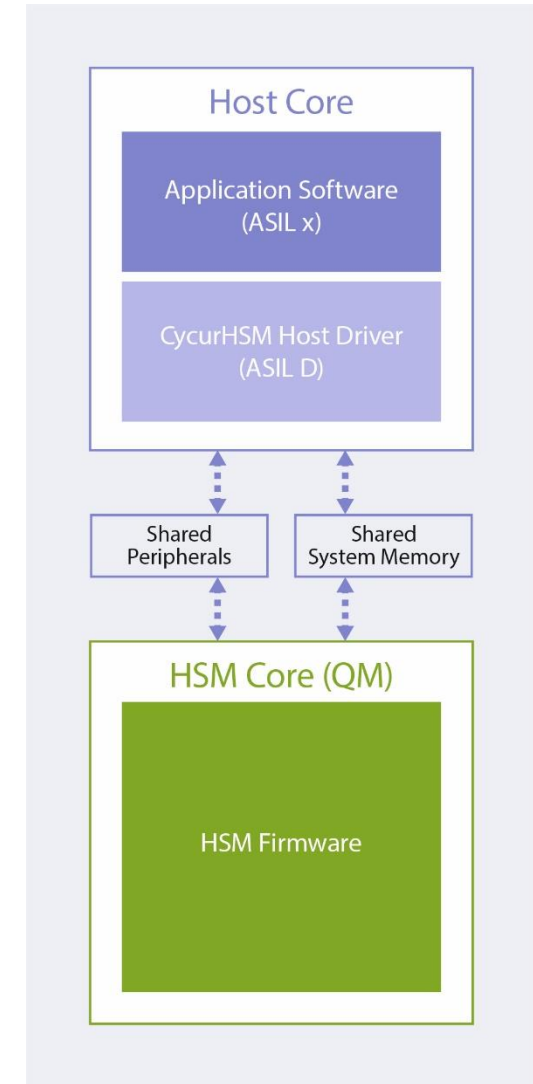 Host Core
Application Software
(ASIL x)
CycurHSM Host Driver
(ASIL D)
Shared
Peripherals
Shared
System Memory
HSM Core (QM)
HSM Firmware